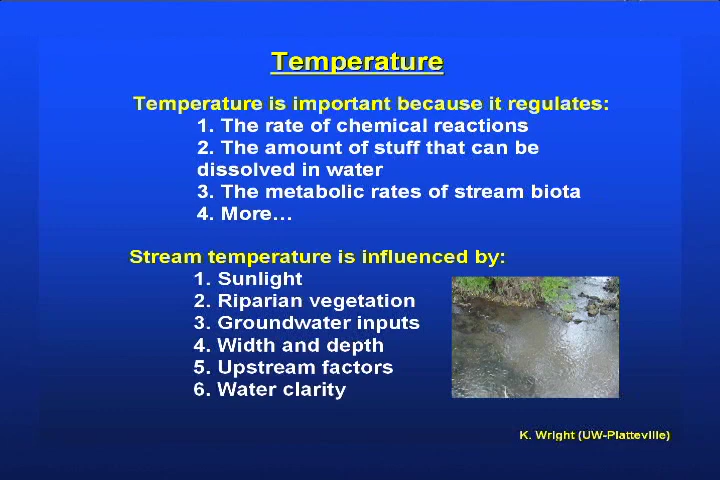 Temperature
Temperature is important because it regulates:
1. The rate of chemical reactions
2. The amount of stuff that can be
dissolved in water
3. The metabolic rates of stream biota
4. More…
Stream temperature is influenced by:
1. Sunlight
2. Riparian vegetation
3. Groundwater inputs
4. Width and depth
5. Upstream factors
6. Water clarity
K. Wright (UW-Platteville)